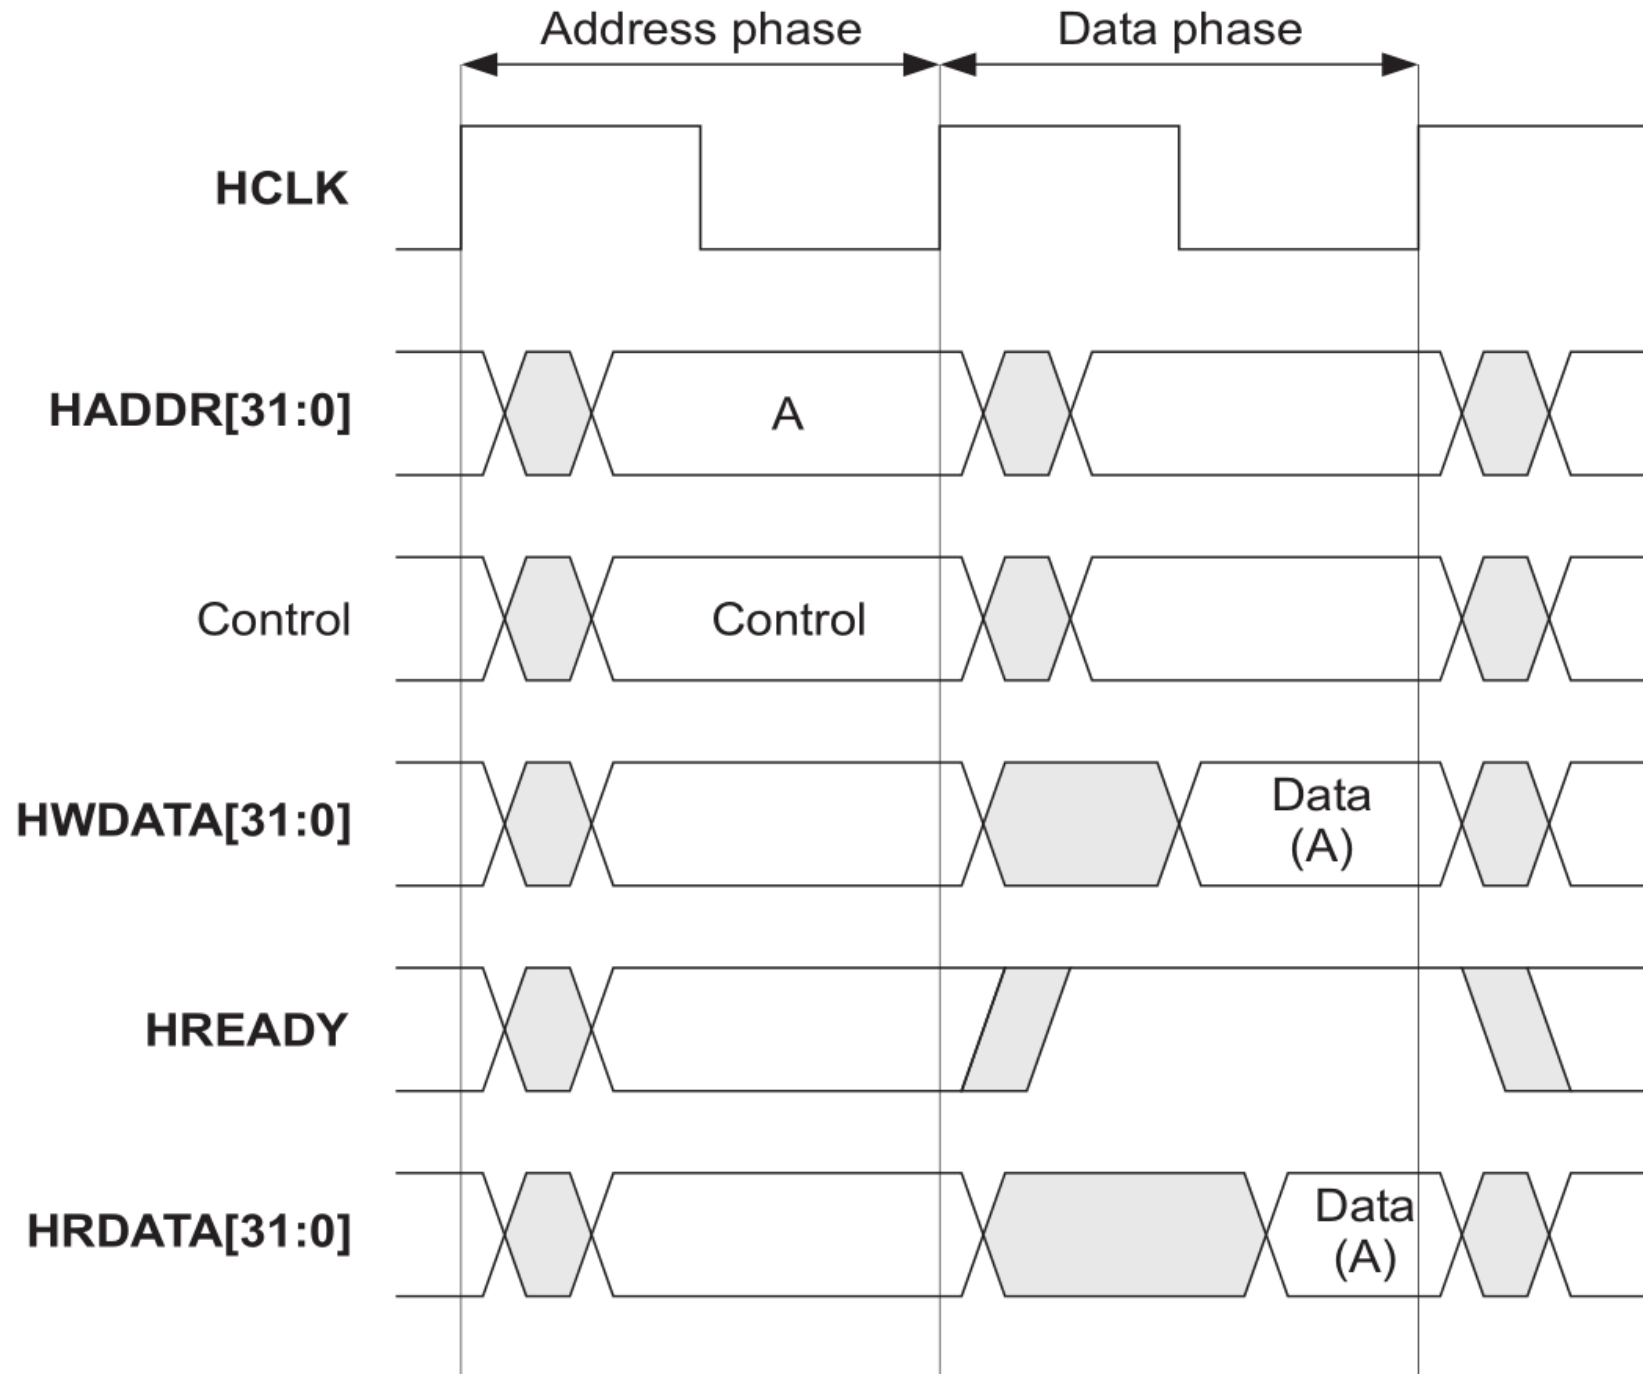 Address phase Data phase
HCLK
HADDR[31:0] A
Control Control
HWDATA[31:0] Data
(A)
HREADY
HRDATA[31:0] Data
(A)